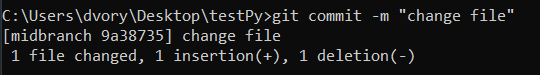 C:\Users\dvory\Desktop\testPy>git commit -m "change file"
[midbranch 9a38735] change file
 1 file changed, 1 insertion(+), 1 deletion(-)